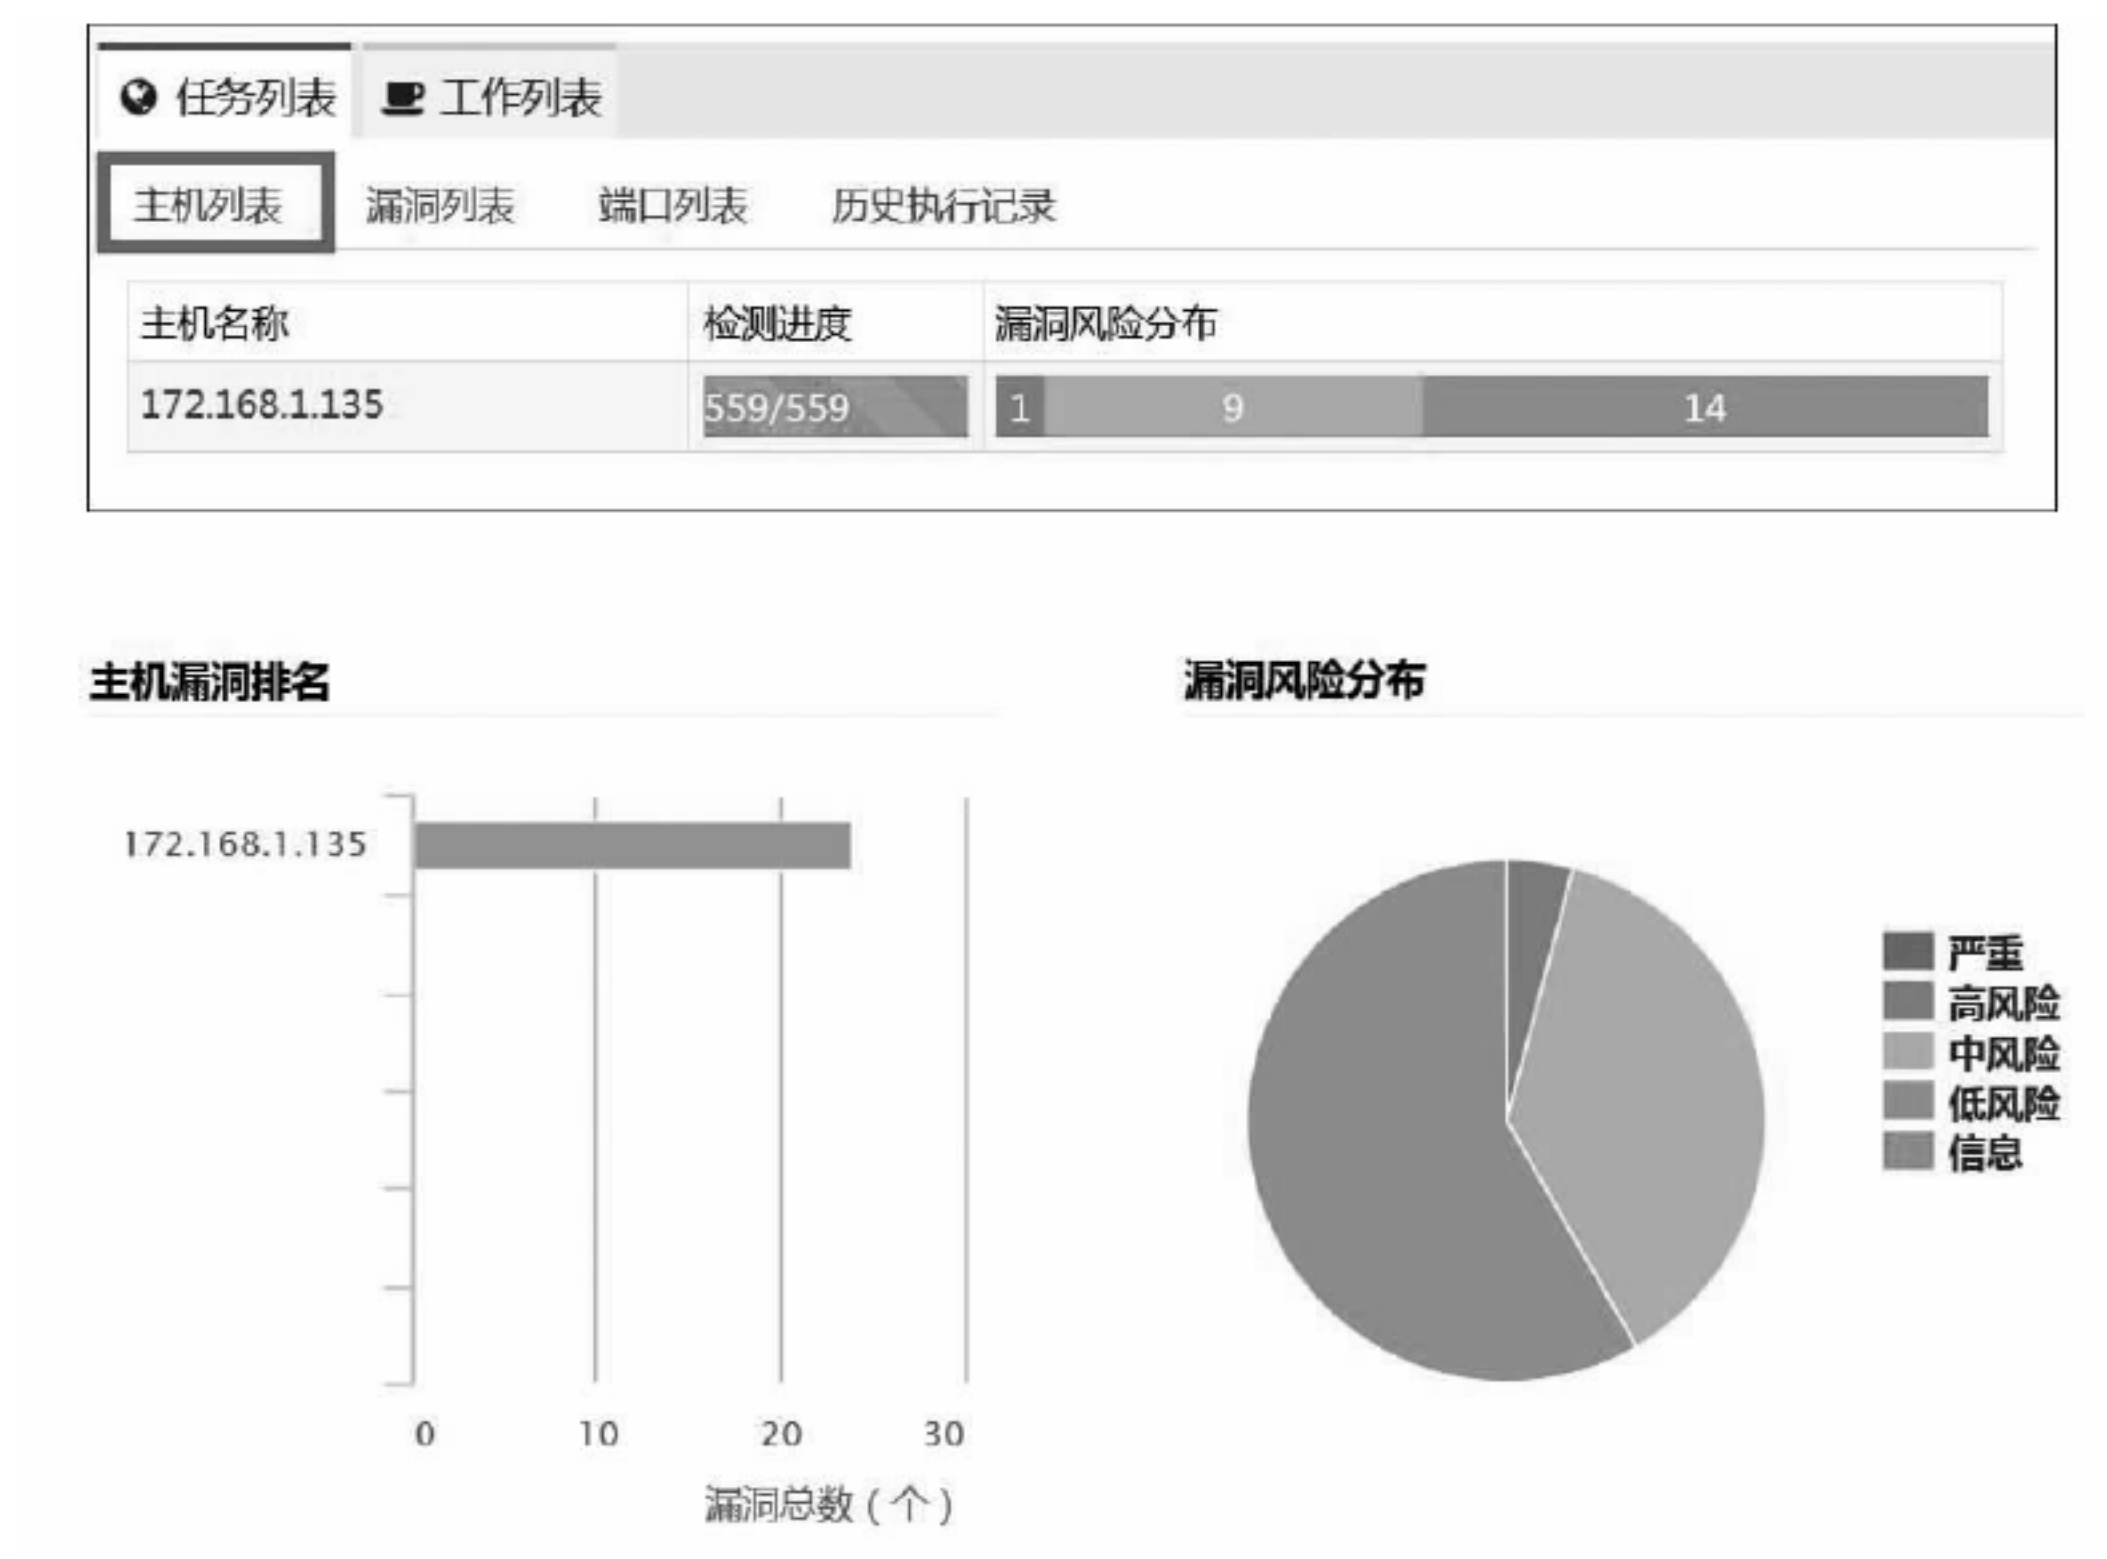 任务列表 工作列表
主机列表 漏洞列表 端口列表 历史执行记录
主机名称 检测进度 漏洞风险分布
172.168.1.135 559/559 1 9 14
主机漏洞排名
172.168.1.135
0 10 20 30
漏洞总数(个)
漏洞风险分布
严重
高风险
中风险
低风险
信息